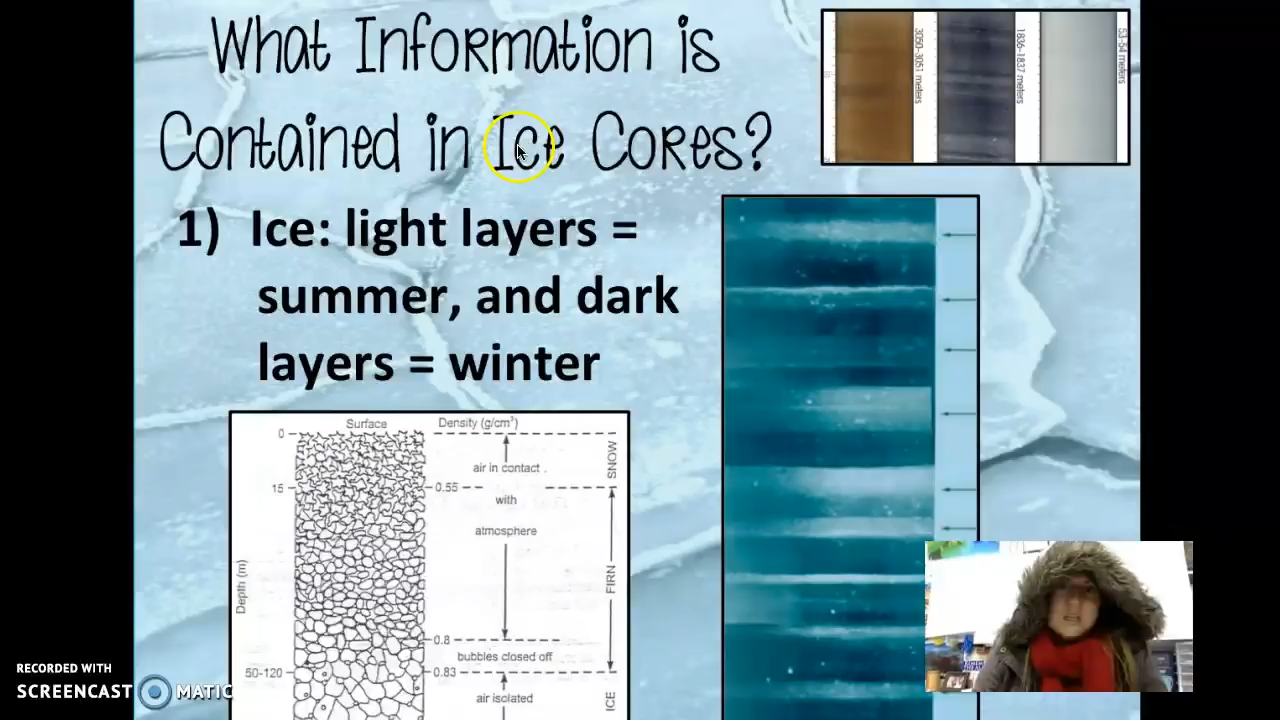 What Information is
Contained in Ice Cores?
3050-3051 meters
1836-1837 meters
53-54 meters
1) Ice: light layers =
summer, and dark
layers = winter
Surface
Density (g/cm³)
0
air in contact
SNOW
15
0.55
with
atmosphere
Depth (m)
FIRN
0.8
bubbles closed off
50-120
0.83
air isolated
ICE
RECORDED WITH
SCREENCAST MATIC